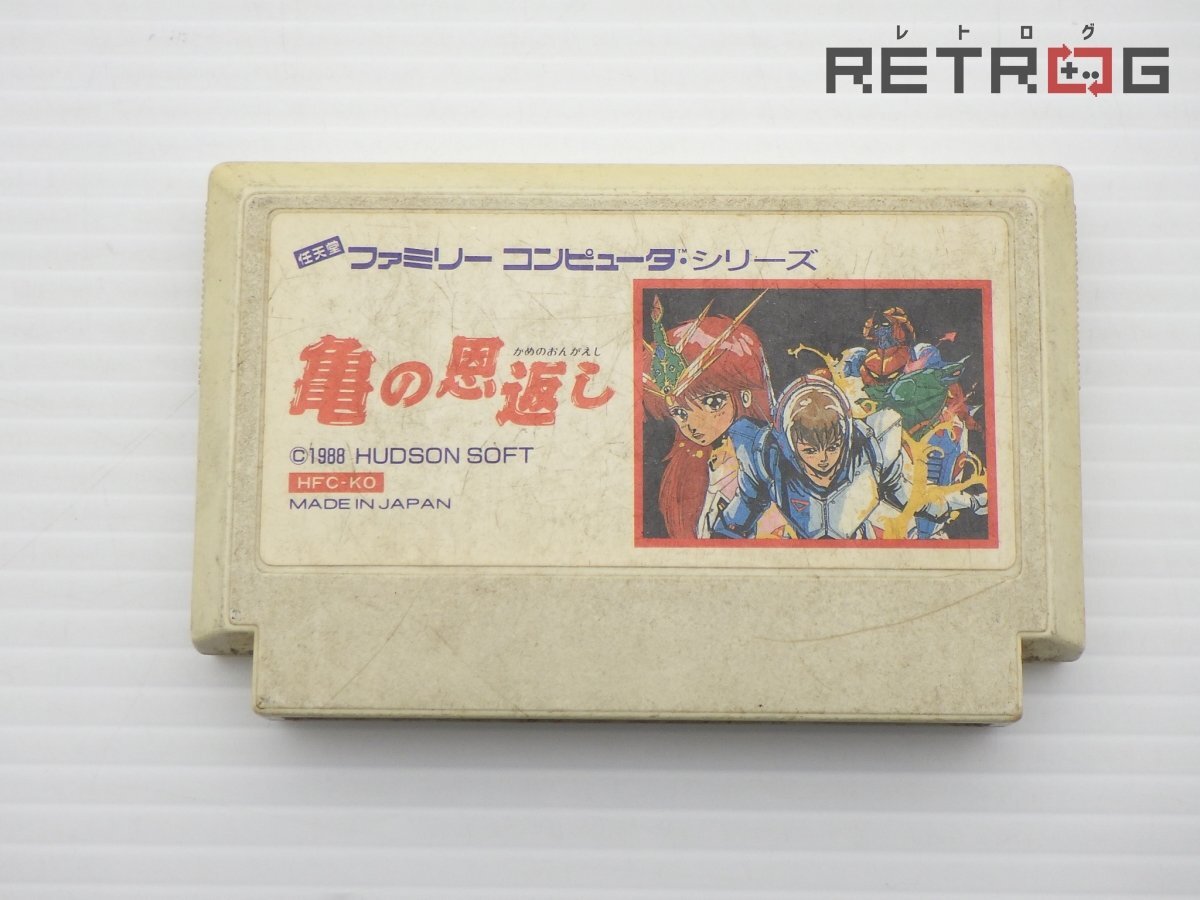 レトログ
RETROG
任天堂 ファミリー コンピュータ™・シリーズ
かめのおんがえし
亀の恩返し
©1988 HUDSON SOFT
HFC-KO
MADE IN JAPAN